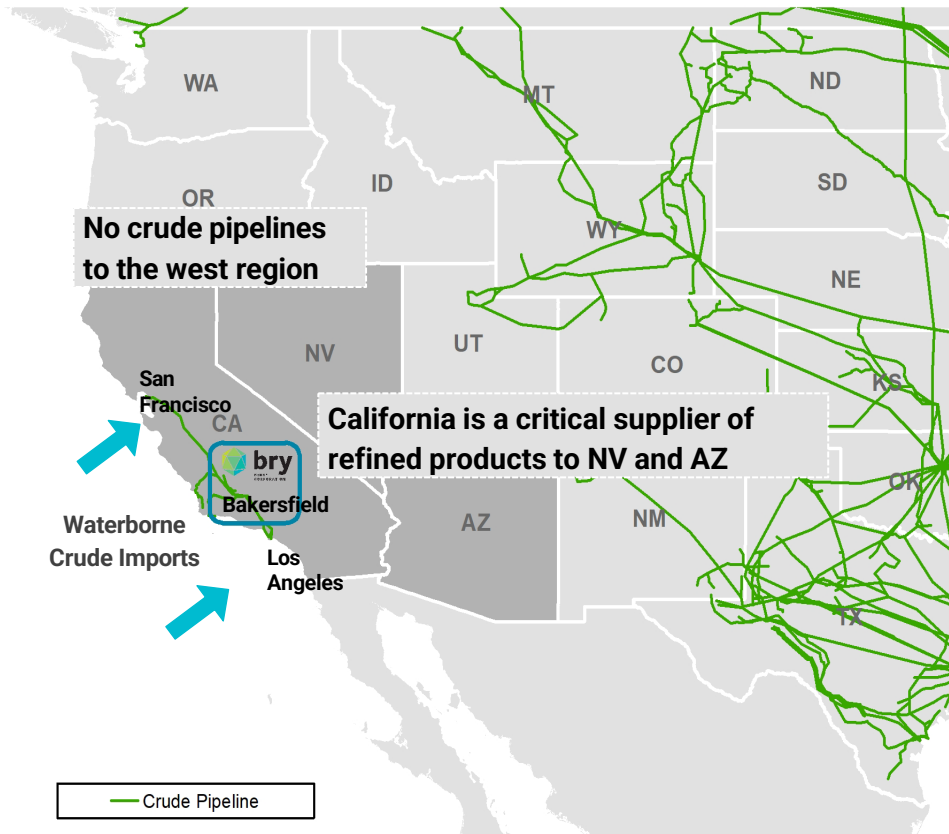 WA
MT
ND
OR
ID
SD
WY
No crude pipelines
to the west region
NE
NV
UT
CO
KS
San
Francisco
CA
California is a critical supplier of
refined products to NV and AZ
bry
Bakersfield
OK
AZ
NM
Waterborne
Crude Imports
Los
Angeles
TX
Crude Pipeline